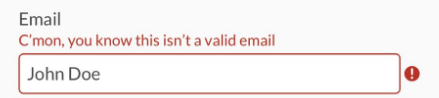 Email
C'mon, you know this isn't a valid email
John Doe